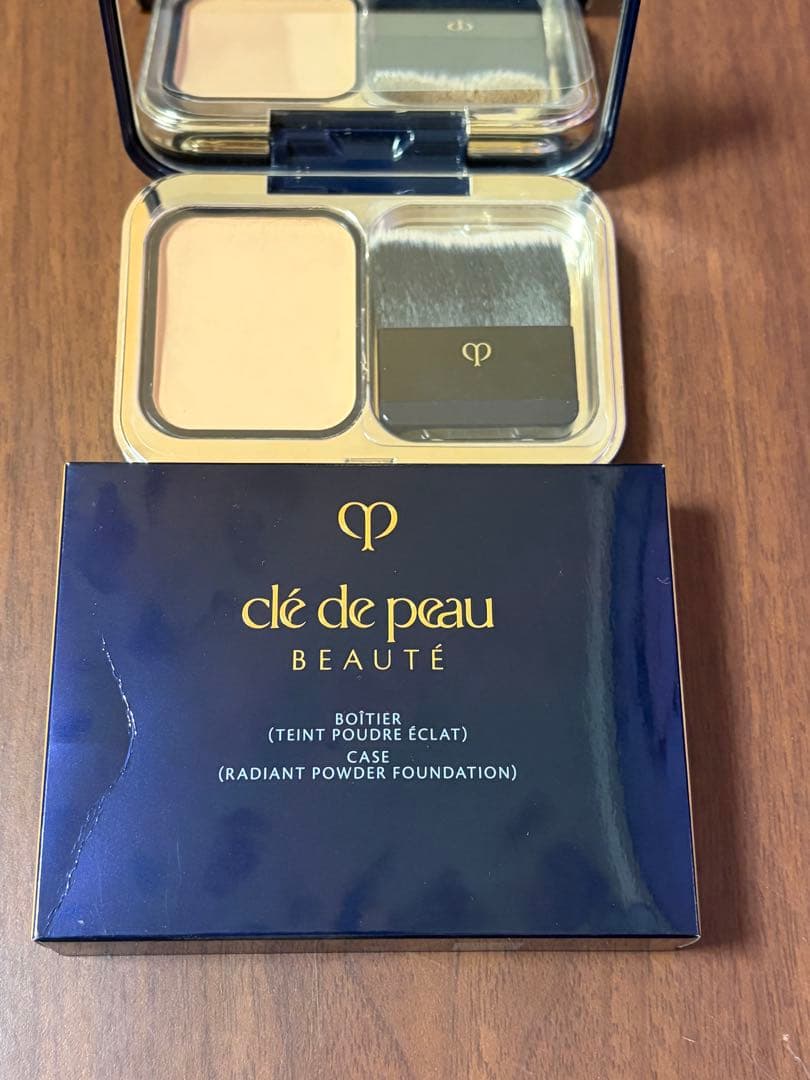 clé de peau
BEAUTÉ
BOÎTIER
(TEINT POUDRE ÉCLAT)
CASE
(RADIANT POWDER FOUNDATION)